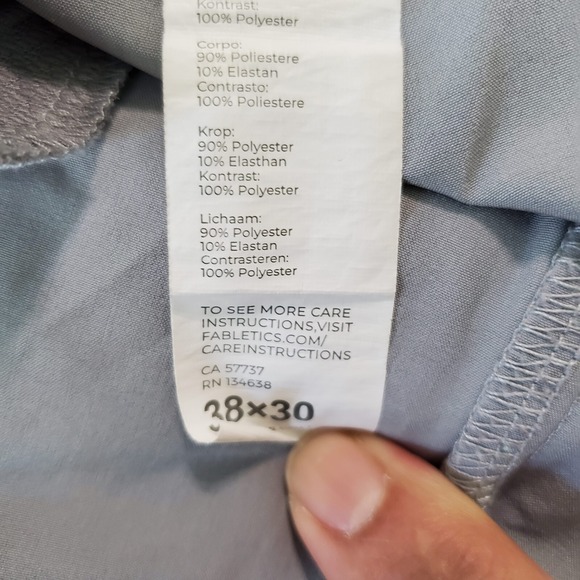 Kontrast:
100% Polyester
Corpo:
90% Poliestere
10% Elastan
Contrasto:
100% Poliestere
Krop:
90% Polyester
10% Elasthan
Kontrast:
100% Polyester
Lichaam:
90% Polyester
10% Elastan
Contrasteren:
100% Polyester
TO SEE MORE CARE
INSTRUCTIONS,VISIT
FABLETICS.COM/
CAREINSTRUCTIONS
CA 57737
RN 134638
38×30